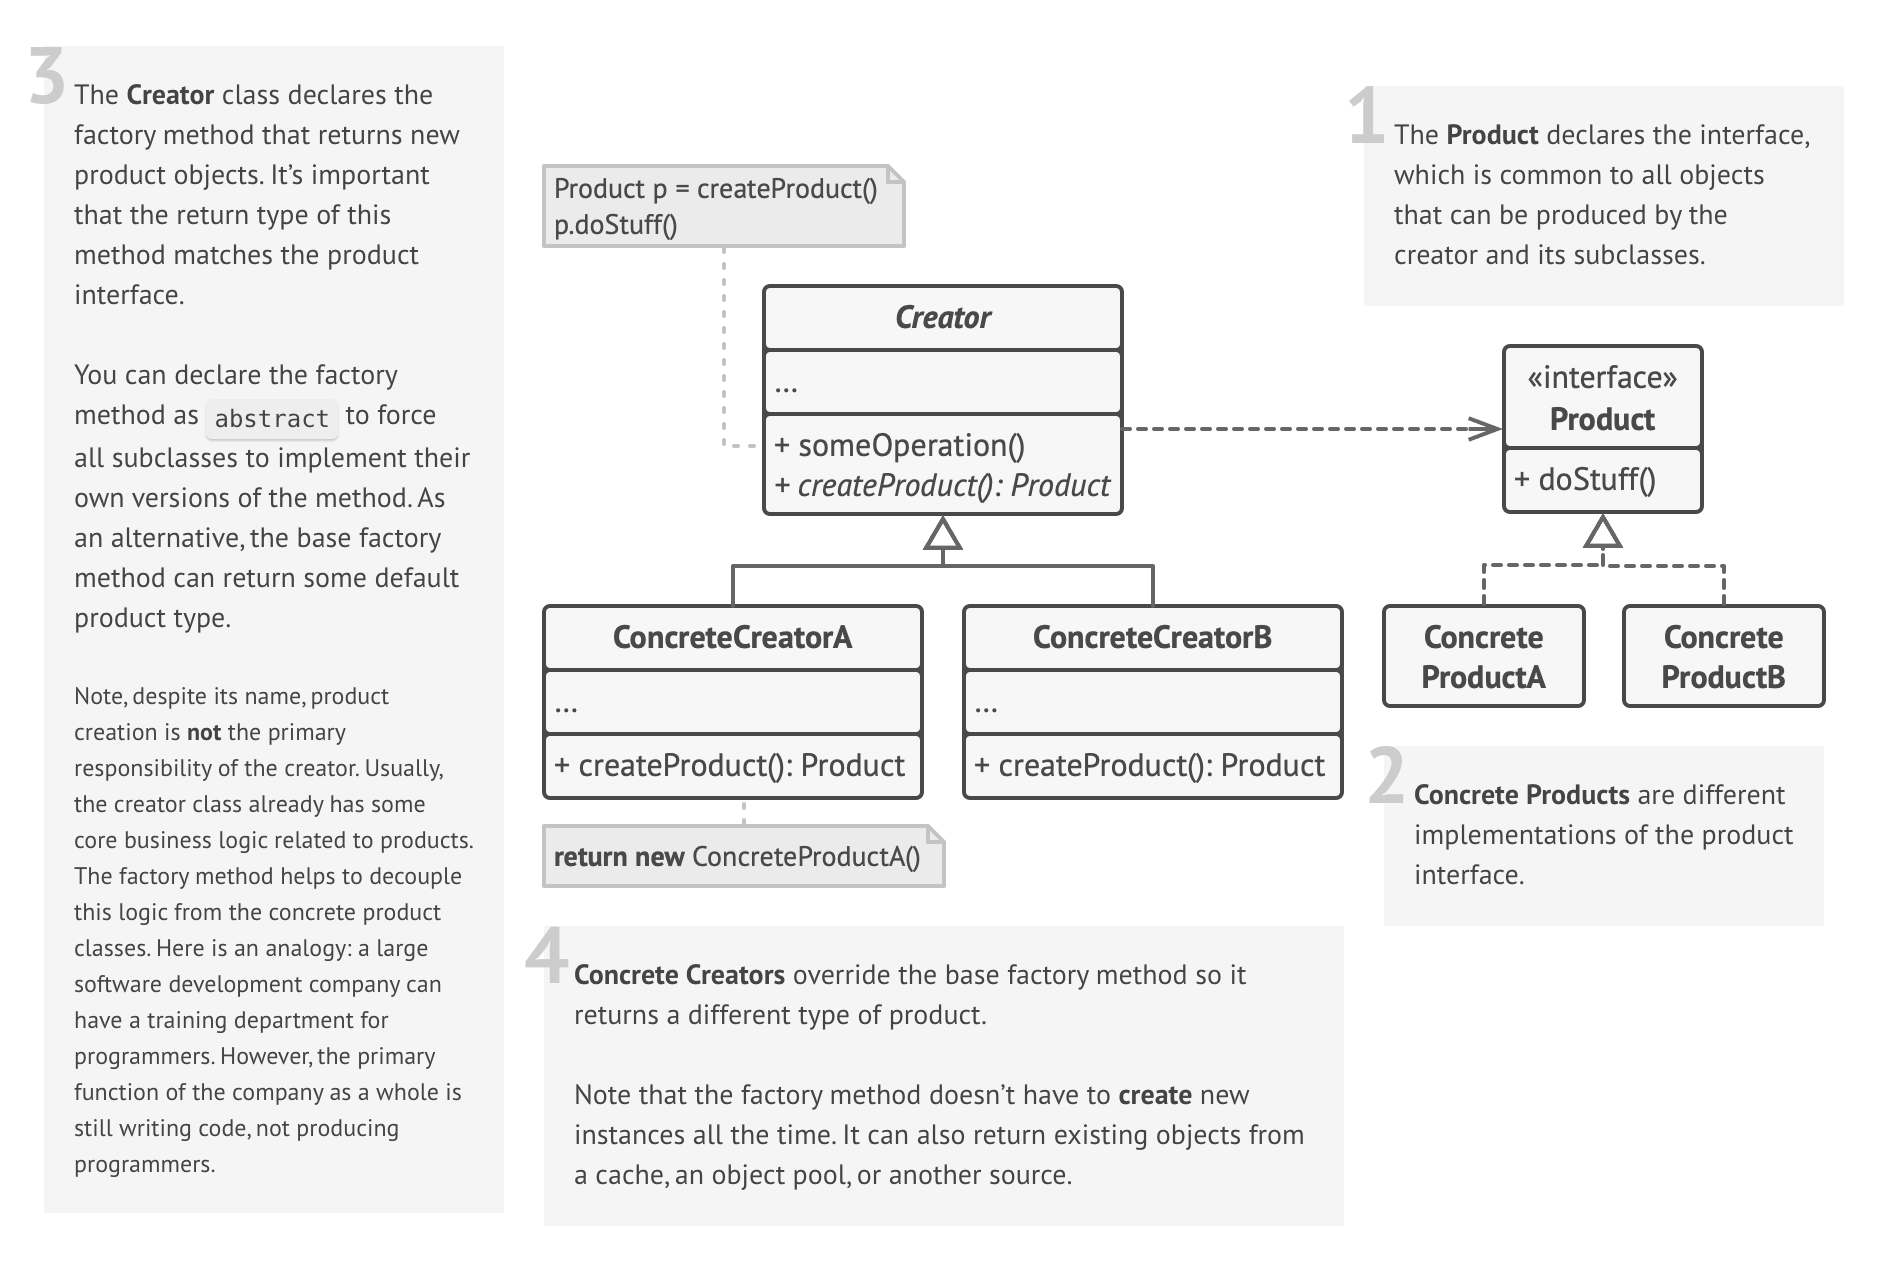 3
The Creator class declares the
factory method that returns new
product objects. It’s important
that the return type of this
method matches the product
interface.
You can declare the factory
method as abstract to force
all subclasses to implement their
own versions of the method. As
an alternative, the base factory
method can return some default
product type.
Note, despite its name, product
creation is not the primary
responsibility of the creator. Usually,
the creator class already has some
core business logic related to products.
The factory method helps to decouple
this logic from the concrete product
classes. Here is an analogy: a large
software development company can
have a training department for
programmers. However, the primary
function of the company as a whole is
still writing code, not producing
programmers.
Product p = createProduct()
p.doStuff()
Creator
...
+ someOperation()
+ createProduct(): Product
ConcreteCreatorA
...
+ createProduct(): Product
return new ConcreteProductA()
ConcreteCreatorB
...
+ createProduct(): Product
1
The Product declares the interface,
which is common to all objects
that can be produced by the
creator and its subclasses.
«interface»
Product
+ doStuff()
Concrete
ProductA
Concrete
ProductB
2
Concrete Products are different
implementations of the product
interface.
4
Concrete Creators override the base factory method so it
returns a different type of product.
Note that the factory method doesn’t have to create new
instances all the time. It can also return existing objects from
a cache, an object pool, or another source.